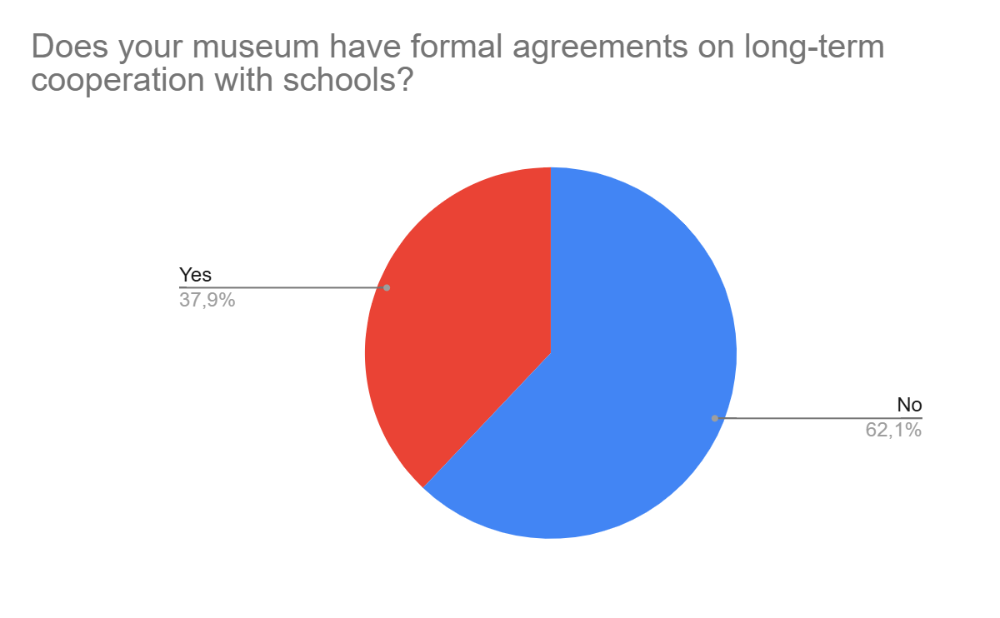 Does your museum have formal agreements on long-term
cooperation with schools?
Yes
37,9%
No
62,1%